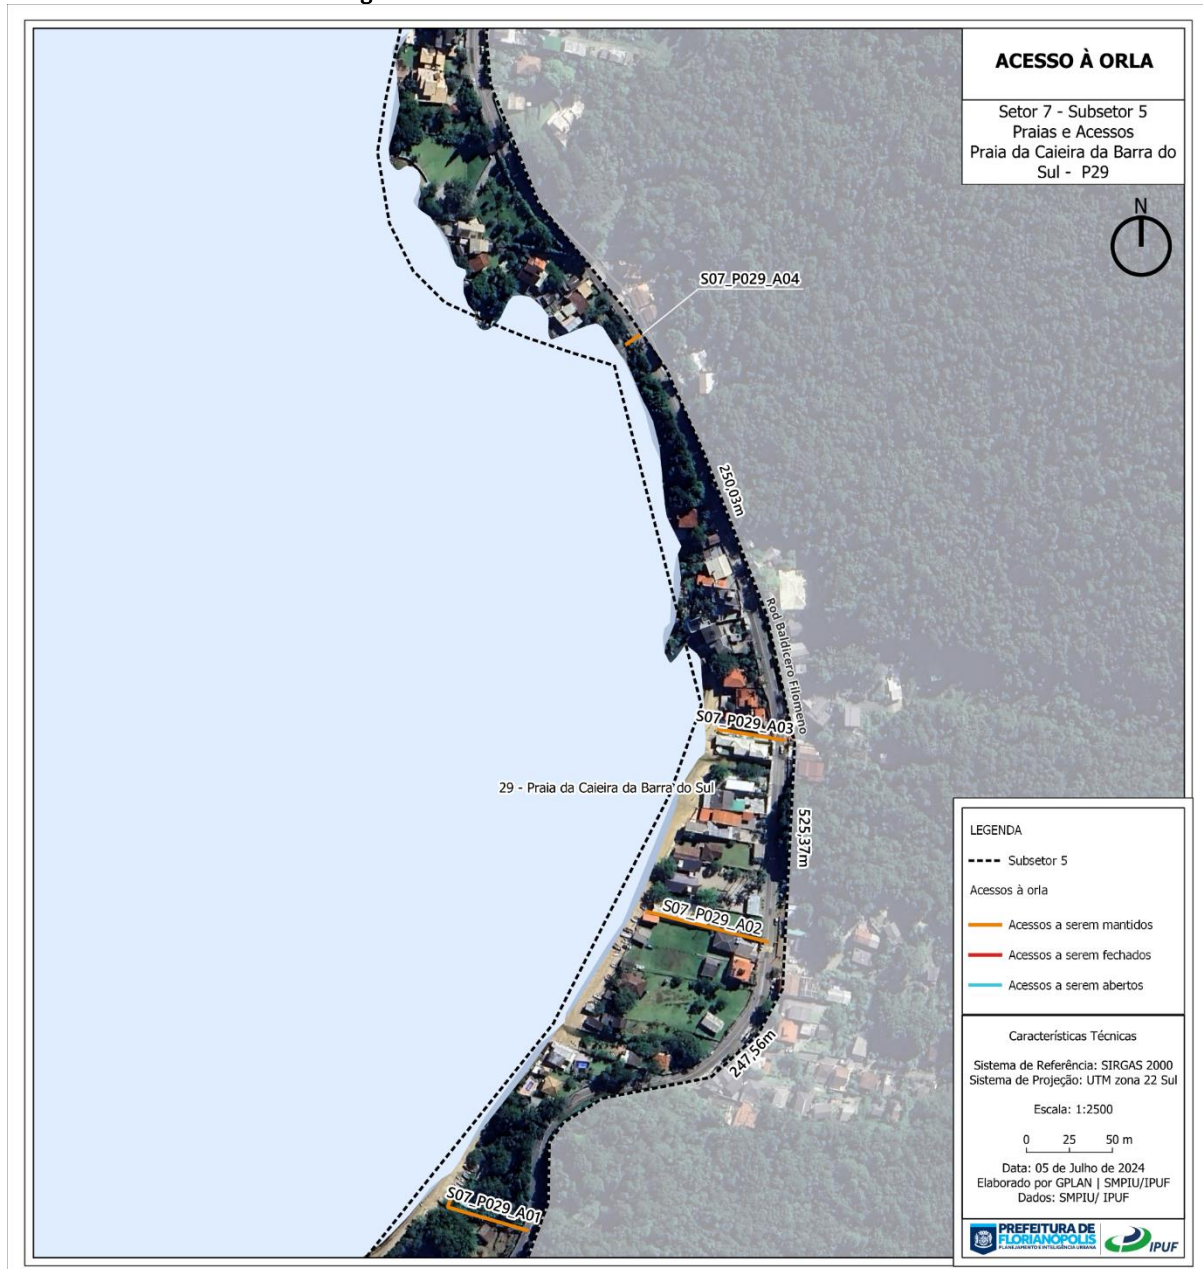 ACESSO À ORLA
Setor 7 - Subsetor 5
Praias e Acessos
Praia da Caieira da Barra do
Sul - P29
N
S07_P029_A04
250,03m
Rod Baldicero Filomeno
S07_P029_A03
29 - Praia da Caieira da Barra do Sul
525,37m
S07_P029_A02
247,56m
S07_P029_A01
LEGENDA
Subsetor 5
Acessos à orla
Acessos a serem mantidos
Acessos a serem fechados
Acessos a serem abertos
Características Técnicas
Sistema de Referência: SIRGAS 2000
Sistema de Projeção: UTM zona 22 Sul
Escala: 1:2500
0 25 50 m
Data: 05 de Julho de 2024
Elaborado por GPLAN | SMPIU/IPUF
Dados: SMPIU/ IPUF
PREFEITURA DE
FLORIANÓPOLIS
PLANEJAMENTO E INTELIGÊNCIA URBANA
IPUF